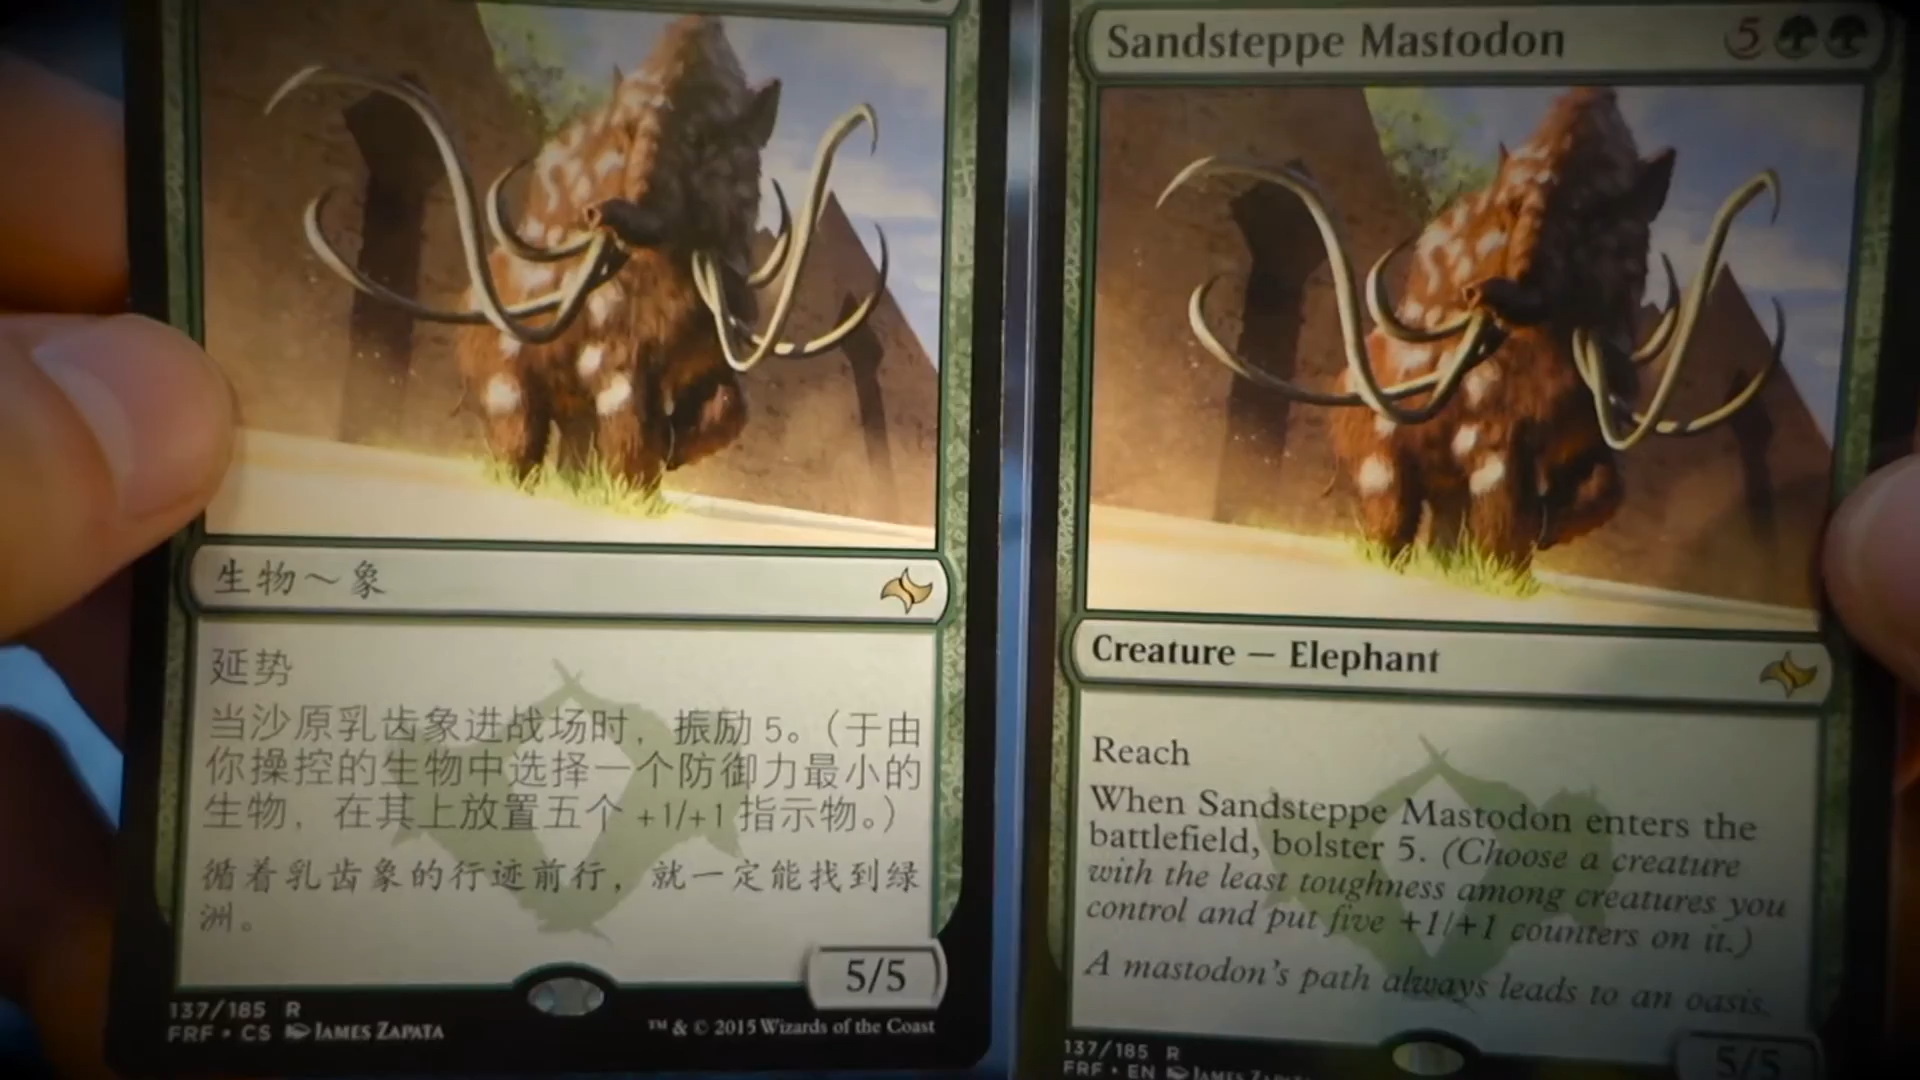 生物～象
延势
当沙原乳齿象进战场时，振励 5。（于由
你操控的生物中选择一个防御力最小的
生物，在其上放置五个 +1/+1 指示物。）
循着乳齿象的行迹前行，就一定能找到绿
洲。
5/5
137/185 R
FRF • CS JAMES ZAPATA
™ & © 2015 Wizards of the Coast
Sandsteppe Mastodon 5
Creature — Elephant
Reach
When Sandsteppe Mastodon enters the
battlefield, bolster 5. (Choose a creature
with the least toughness among creatures you
control and put five +1/+1 counters on it.)
A mastodon's path always leads to an oasis.
5/5
137/185 R
FRF • EN JAMES